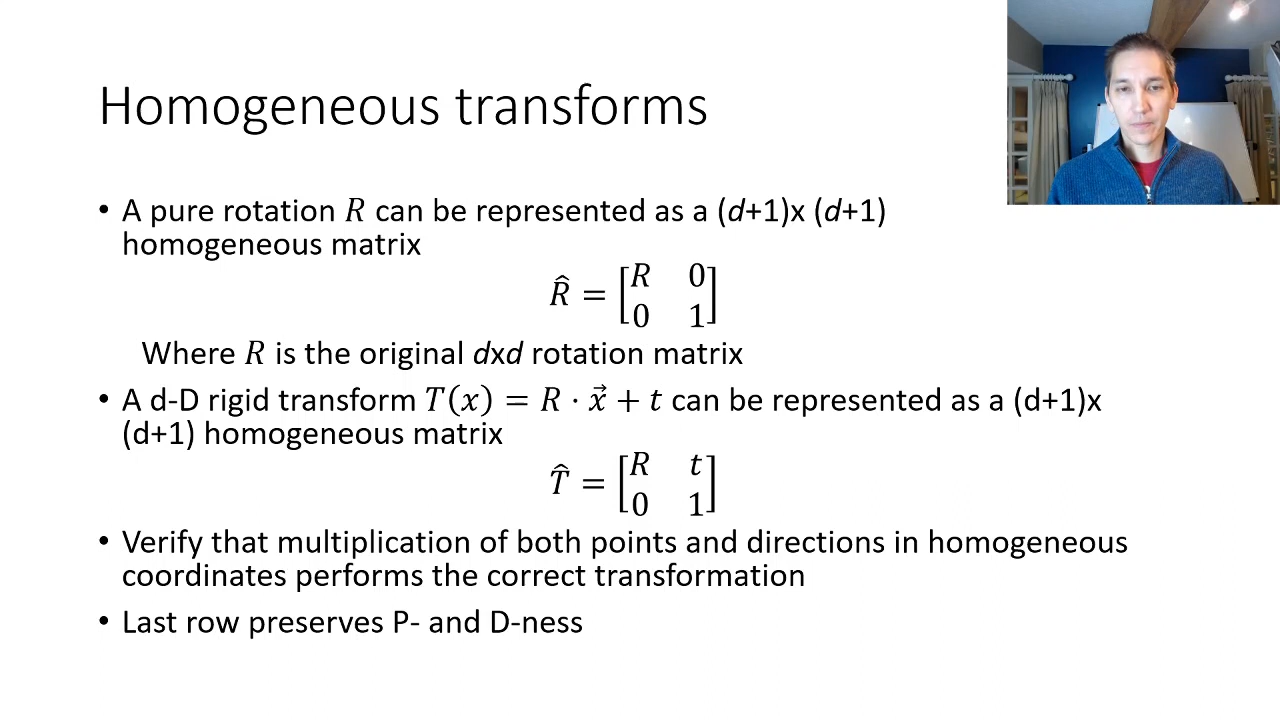 Homogeneous transforms
• A pure rotation 𝑅 can be represented as a (d+1)x (d+1)
homogeneous matrix
R̂ = [R 0
0 1]
Where 𝑅 is the original dxd rotation matrix
• A d-D rigid transform 𝑇(𝑥) = 𝑅 · x⃗ + 𝑡 can be represented as a (d+1)x
(d+1) homogeneous matrix
T̂ = [R t
0 1]
• Verify that multiplication of both points and directions in homogeneous
coordinates performs the correct transformation
• Last row preserves P- and D-ness